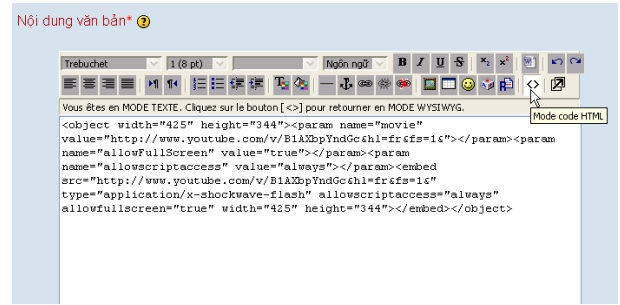 Nội dung văn bản*
Trebuchet 1 (8 pt) Ngôn ngữ B I U S ×₂ ×²
Vous êtes en MODE TEXTE. Cliquez sur le bouton [<>] pour retourner en MODE WYSIWYG.
Mode code HTML
<object width="425" height="344"><param name="movie"
value="http://www.youtube.com/v/B1AXbpYndGc&hl=fr&fs=1&"></param><param
name="allowFullScreen" value="true"></param><param
name="allowscriptaccess" value="always"></param><embed
src="http://www.youtube.com/v/B1AXbpYndGc&hl=fr&fs=1&"
type="application/x-shockwave-flash" allowscriptaccess="always"
allowfullscreen="true" width="425" height="344"></embed></object>